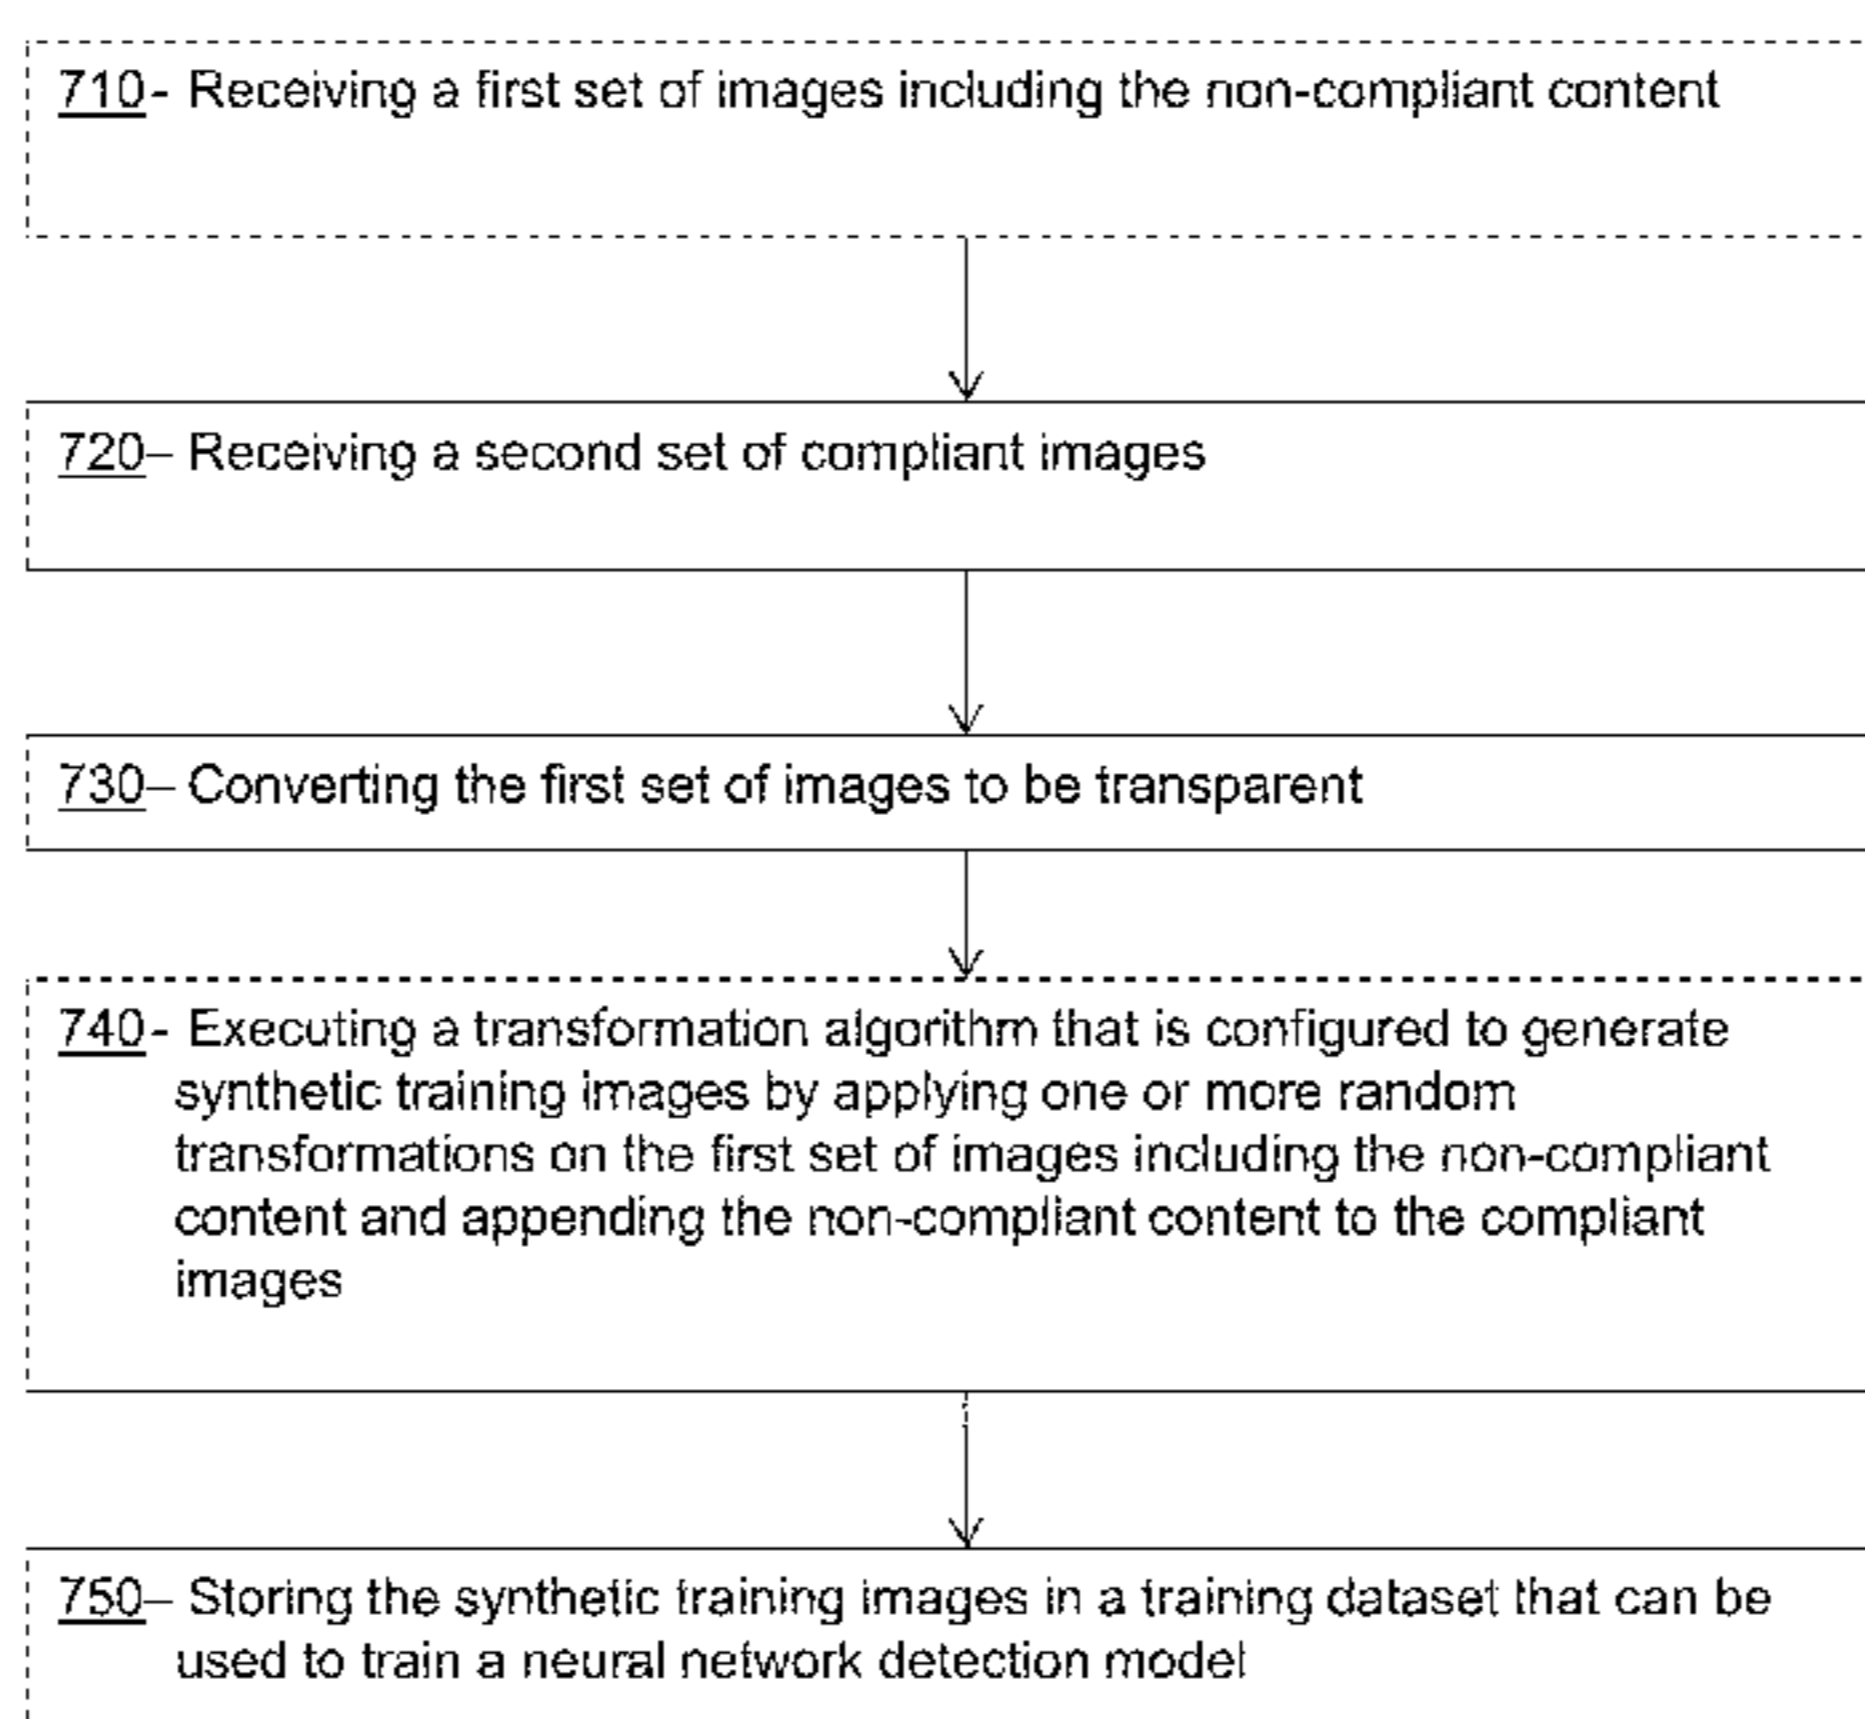 710- Receiving a first set of images including the non-compliant content
720– Receiving a second set of compliant images
730– Converting the first set of images to be transparent
740- Executing a transformation algorithm that is configured to generate
synthetic training images by applying one or more random
transformations on the first set of images including the non-compliant
content and appending the non-compliant content to the compliant
images
750– Storing the synthetic training images in a training dataset that can be
used to train a neural network detection model